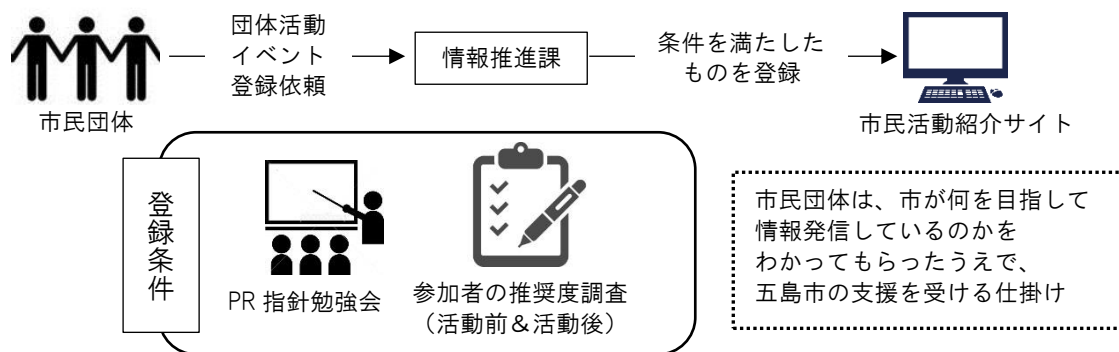 団体活動
イベント
登録依頼
情報推進課
条件を満たした
ものを登録
市民団体
市民活動紹介サイト
登録条件
PR 指針勉強会
参加者の推奨度調査
（活動前＆活動後）
市民団体は、市が何を目指して
情報発信しているのかを
わかってもらったうえで、
五島市の支援を受ける仕掛け